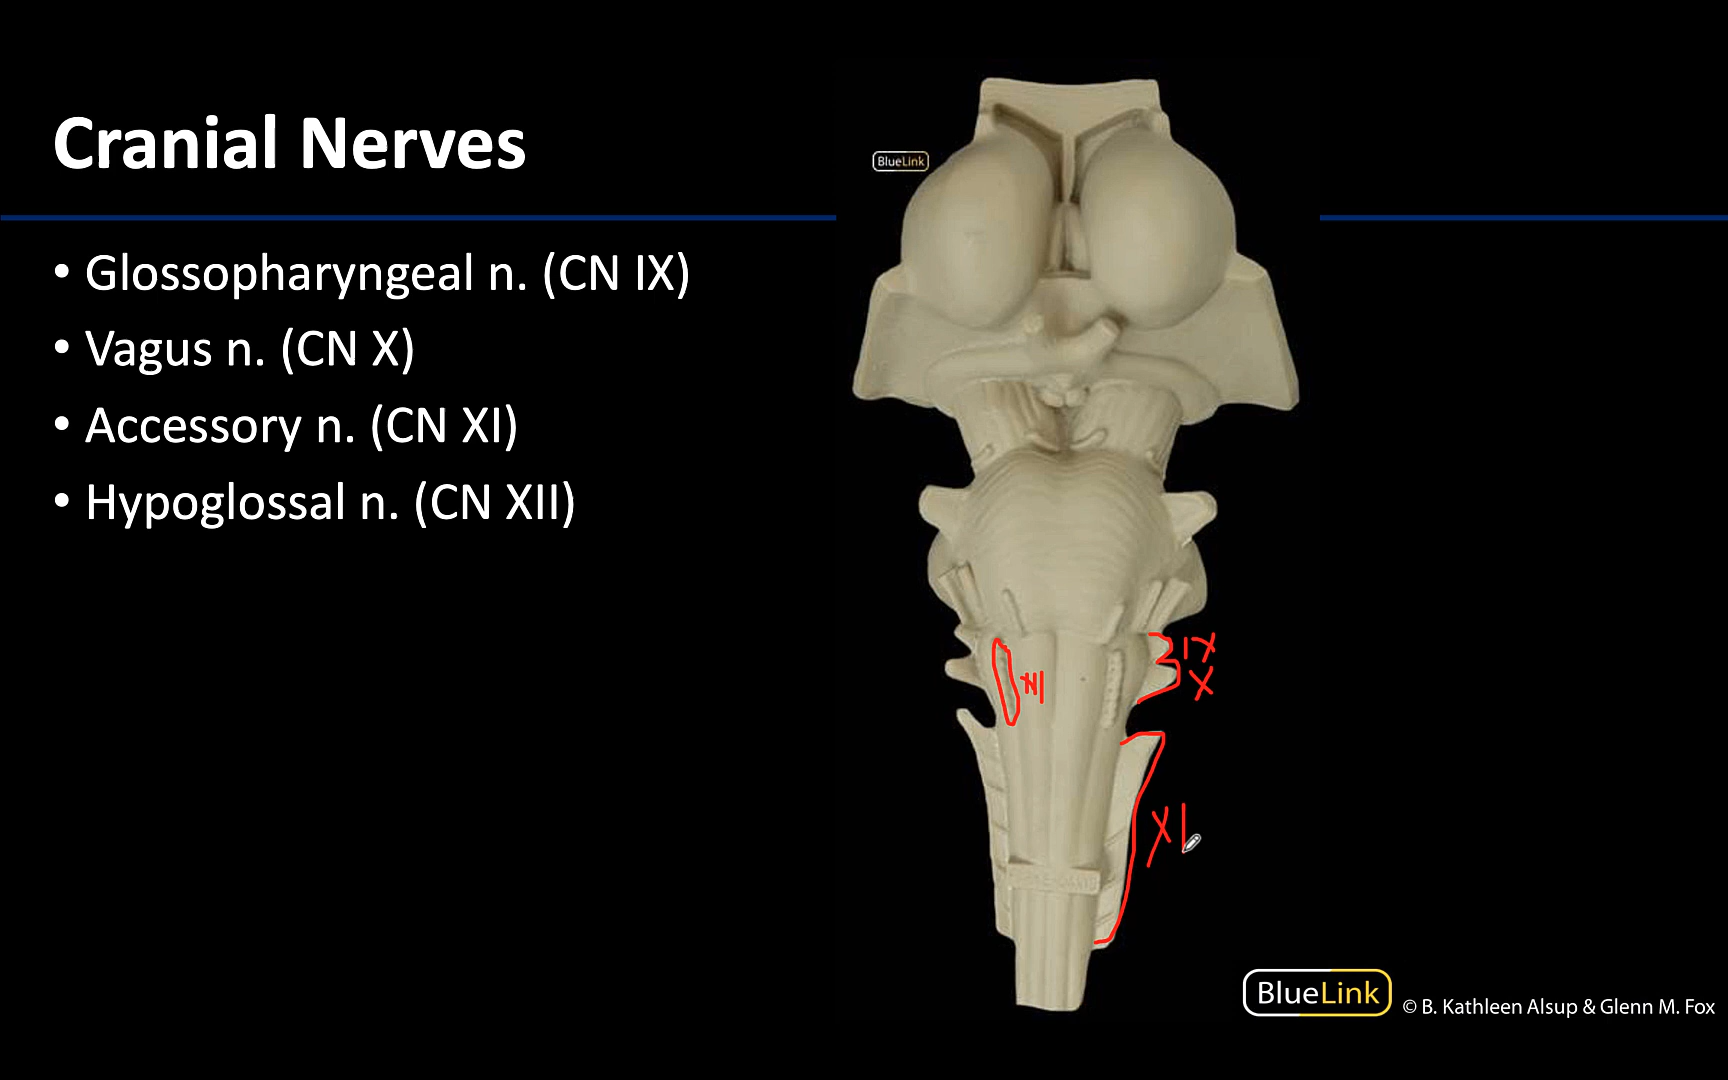 Cranial Nerves
BlueLink
• Glossopharyngeal n. (CN IX)
• Vagus n. (CN X)
• Accessory n. (CN XI)
• Hypoglossal n. (CN XII)
IX
X
XII
XI
BlueLink
© B. Kathleen Alsup & Glenn M. Fox